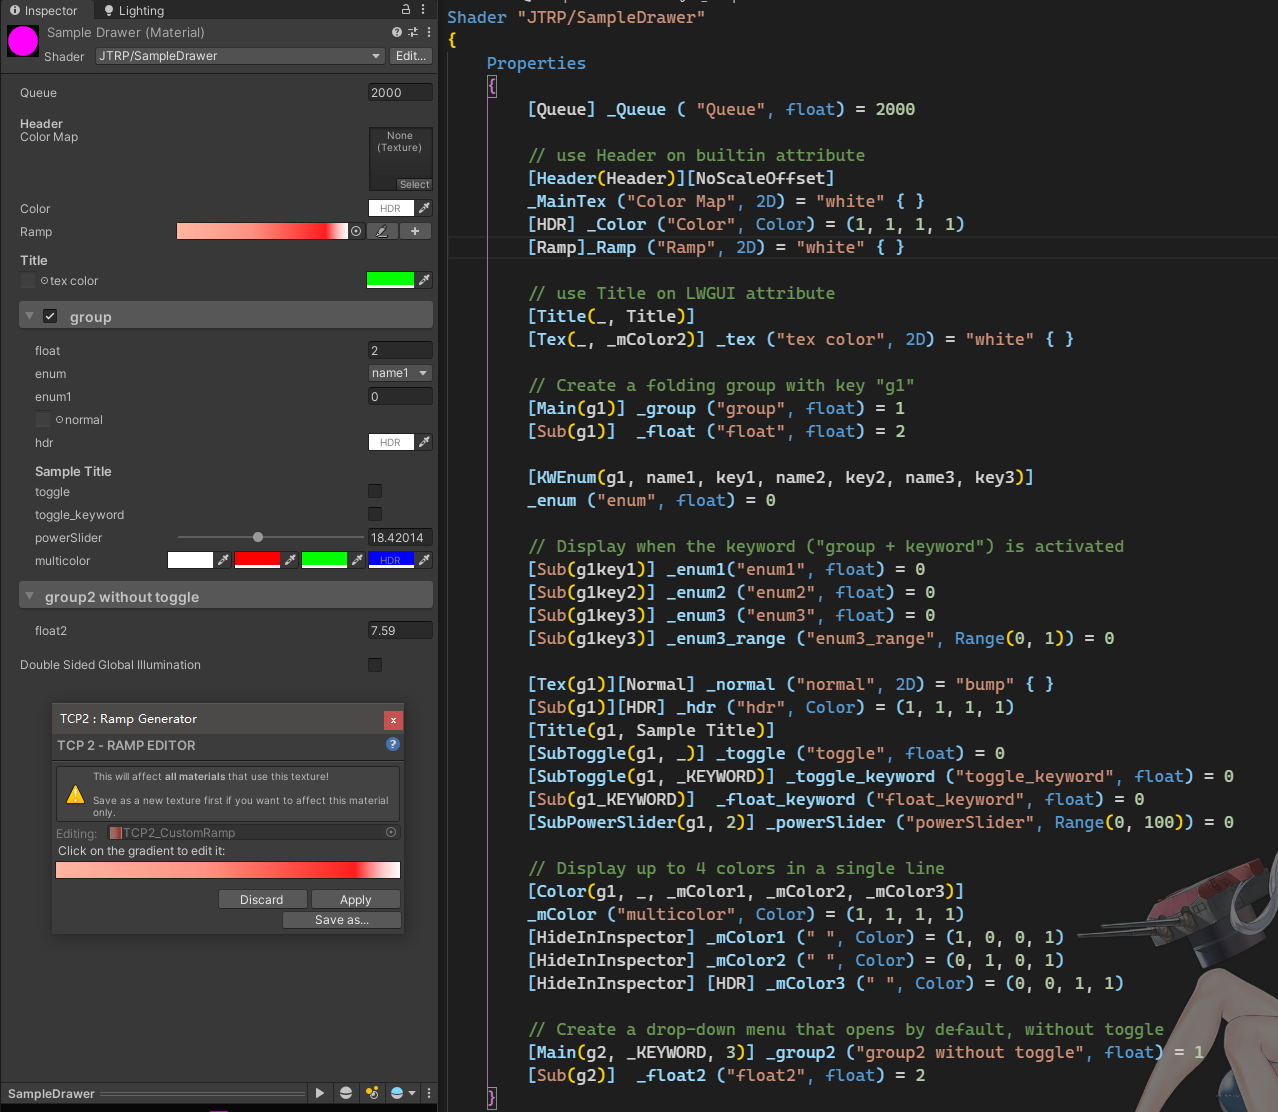 Inspector
Lighting
Sample Drawer (Material)
Shader
JTRP/SampleDrawer
Edit...
Queue
2000
Header
Color Map
None
(Texture)
Select
Color
HDR
Ramp
Title
tex color
group
float
2
enum
name1
enum1
0
normal
hdr
HDR
Sample Title
toggle
toggle_keyword
powerSlider
18.42014
multicolor
HDR
group2 without toggle
float2
7.59
Double Sided Global Illumination
TCP2 : Ramp Generator
x
TCP 2 - RAMP EDITOR
?
This will affect all materials that use this texture!
Save as a new texture first if you want to affect this material
only.
Editing:
TCP2_CustomRamp
Click on the gradient to edit it:
Discard
Apply
Save as...
SampleDrawer
Shader "JTRP/SampleDrawer"
{
Properties
{
[Queue] _Queue ( "Queue", float) = 2000
// use Header on builtin attribute
[Header(Header)][NoScaleOffset]
_MainTex ("Color Map", 2D) = "white" { }
[HDR] _Color ("Color", Color) = (1, 1, 1, 1)
[Ramp]_Ramp ("Ramp", 2D) = "white" { }
// use Title on LWGUI attribute
[Title(_, Title)]
[Tex(_, _mColor2)] _tex ("tex color", 2D) = "white" { }
// Create a folding group with key "g1"
[Main(g1)] _group ("group", float) = 1
[Sub(g1)]  _float ("float", float) = 2
[KWEnum(g1, name1, key1, name2, key2, name3, key3)]
_enum ("enum", float) = 0
// Display when the keyword ("group + keyword") is activated
[Sub(g1key1)] _enum1("enum1", float) = 0
[Sub(g1key2)] _enum2 ("enum2", float) = 0
[Sub(g1key3)] _enum3 ("enum3", float) = 0
[Sub(g1key3)] _enum3_range ("enum3_range", Range(0, 1)) = 0
[Tex(g1)][Normal] _normal ("normal", 2D) = "bump" { }
[Sub(g1)][HDR] _hdr ("hdr", Color) = (1, 1, 1, 1)
[Title(g1, Sample Title)]
[SubToggle(g1, _)] _toggle ("toggle", float) = 0
[SubToggle(g1, _KEYWORD)] _toggle_keyword ("toggle_keyword", float) = 0
[Sub(g1_KEYWORD)]  _float_keyword ("float_keyword", float) = 0
[SubPowerSlider(g1, 2)] _powerSlider ("powerSlider", Range(0, 100)) = 0
// Display up to 4 colors in a single line
[Color(g1, _, _mColor1, _mColor2, _mColor3)]
_mColor ("multicolor", Color) = (1, 1, 1, 1)
[HideInInspector] _mColor1 (" ", Color) = (1, 0, 0, 1)
[HideInInspector] _mColor2 (" ", Color) = (0, 1, 0, 1)
[HideInInspector] [HDR] _mColor3 (" ", Color) = (0, 0, 1, 1)
// Create a drop-down menu that opens by default, without toggle
[Main(g2, _KEYWORD, 3)] _group2 ("group2 without toggle", float) = 1
[Sub(g2)]  _float2 ("float2", float) = 2
}